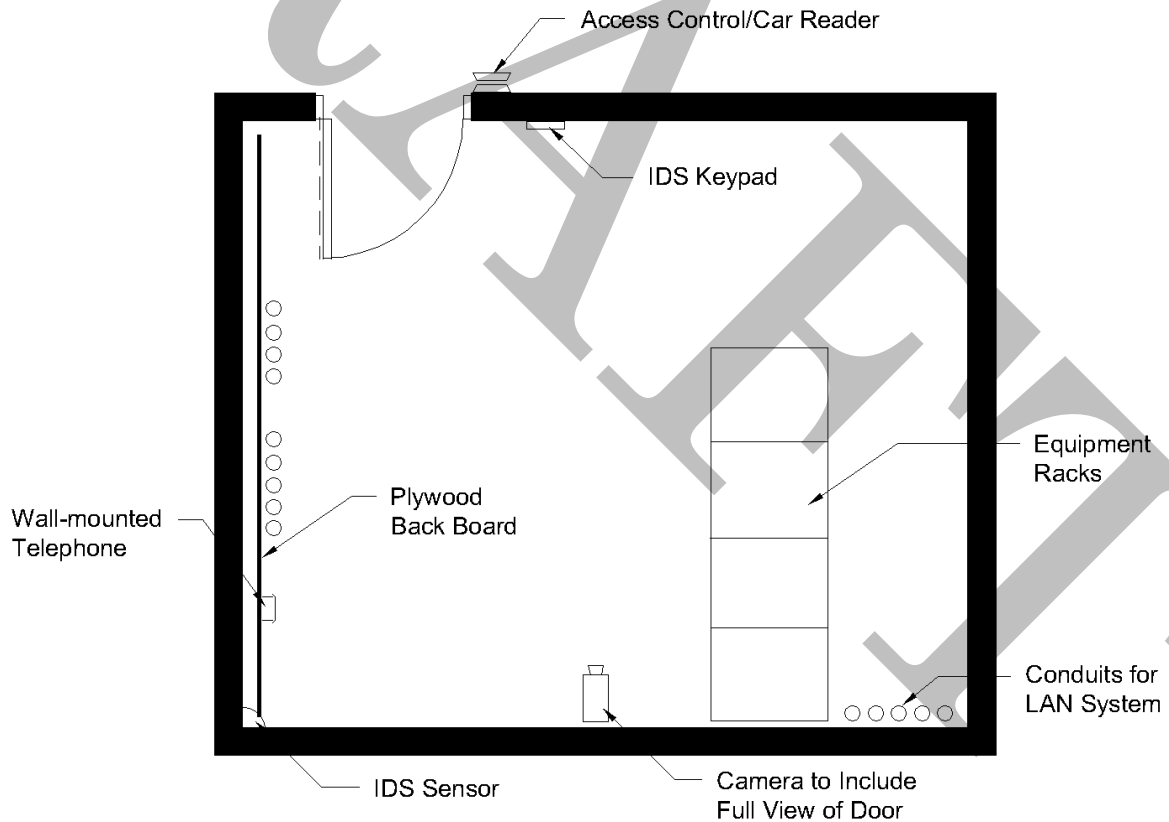 Access Control/Car Reader
IDS Keypad
Equipment
Racks
Plywood
Back Board
Wall-mounted
Telephone
Conduits for
LAN System
IDS Sensor
Camera to Include
Full View of Door